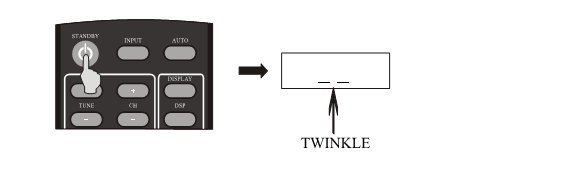 STANDBY INPUT AUTO
+ DISPLAY
TUNE CH DSP
− −
_ _
TWINKLE